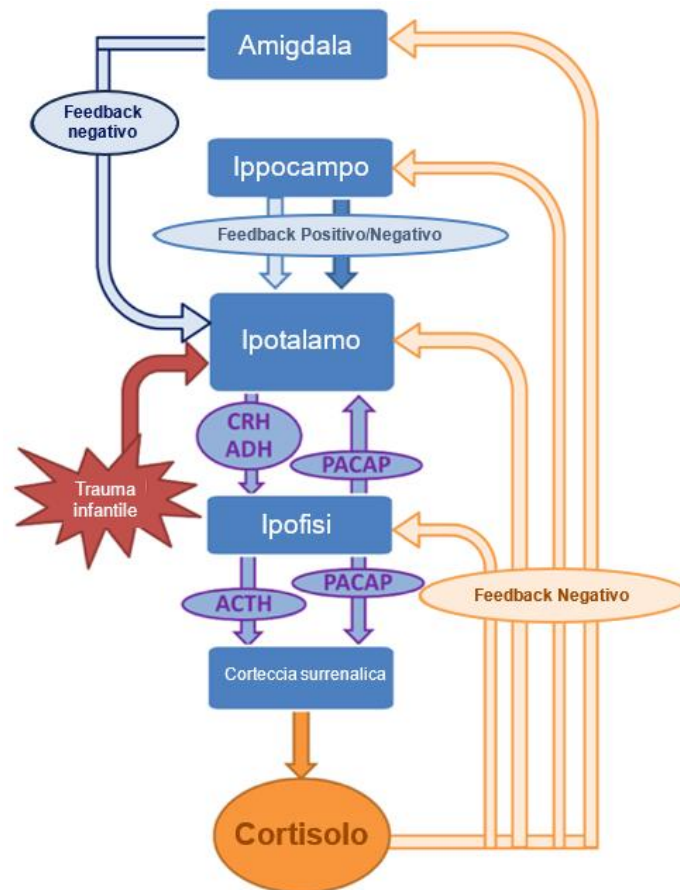 Amigdala
Feedback
negativo
Ippocampo
Feedback Positivo/Negativo
Ipotalamo
CRH
ADH
PACAP
Trauma
infantile
Ipofisi
PACAP
ACTH
Feedback Negativo
Corteccia surrenalica
Cortisolo